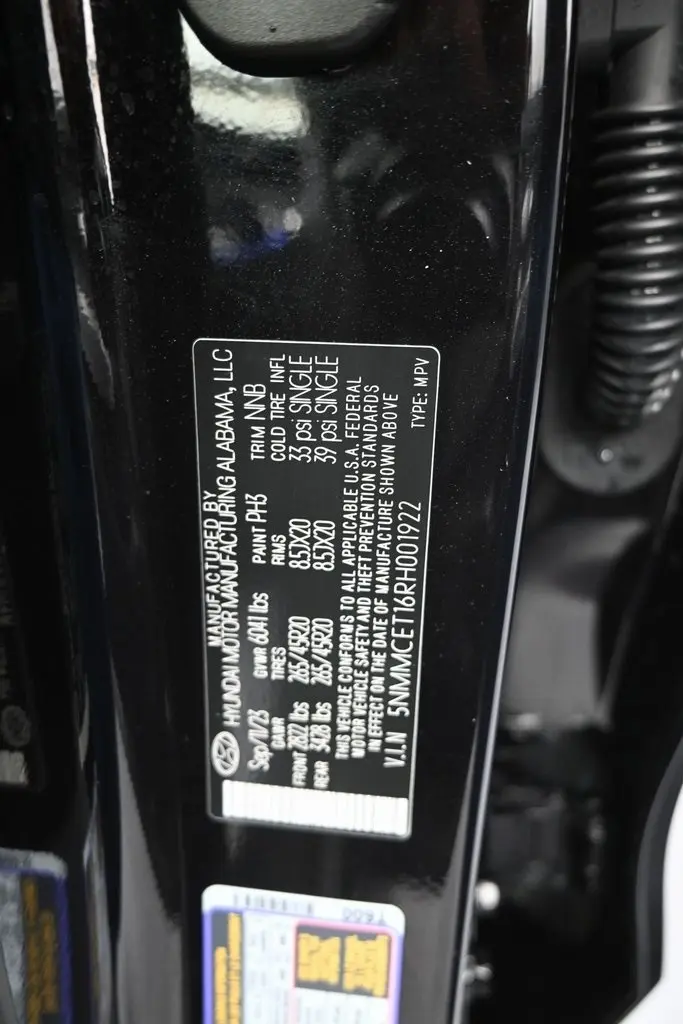 MANUFACTURED BY
HYUNDAI MOTOR MANUFACTURING ALABAMA, LLC
Sep/11/23 GVWR 6041 lbs PAINT PH3 TRIM NNB
GAWR TIRES RIMS COLD TIRE INFL
FRONT 2822 lbs 265/45R20 8.5JX20 33 psi SINGLE
REAR 3428 lbs 265/45R20 8.5JX20 39 psi SINGLE
THIS VEHICLE CONFORMS TO ALL APPLICABLE U.S.A. FEDERAL
MOTOR VEHICLE SAFETY AND THEFT PREVENTION STANDARDS
IN EFFECT ON THE DATE OF MANUFACTURE SHOWN ABOVE
V.I.N 5NMMCET16RH001922
TYPE: MPV